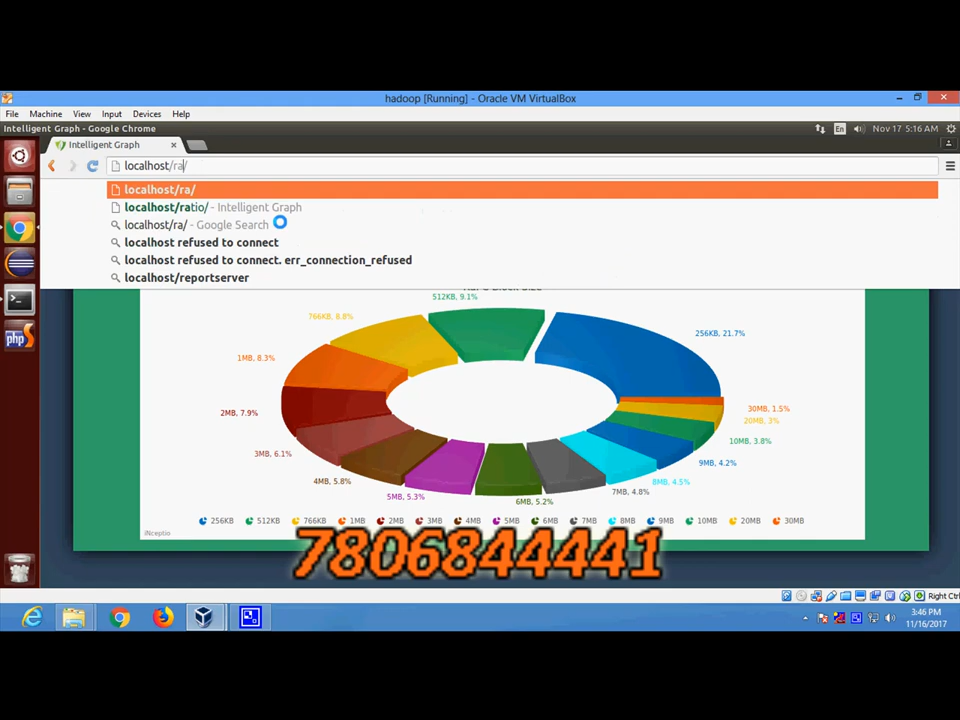 hadoop [Running] - Oracle VM VirtualBox
File Machine View Input Devices Help
Intelligent Graph - Google Chrome
En Nov 17 5:16 AM
Intelligent Graph
localhost/ra/
localhost/ra/
localhost/ratio/ - Intelligent Graph
localhost/ra/ - Google Search
localhost refused to connect
localhost refused to connect. err_connection_refused
localhost/reportserver
512KB, 9.1%
766KB, 8.8%
256KB, 21.7%
1MB, 8.3%
30MB, 1.5%
2MB, 7.9%
20MB, 3%
10MB, 3.8%
3MB, 6.1%
9MB, 4.2%
4MB, 5.8%
8MB, 4.5%
7MB, 4.8%
5MB, 5.3%
6MB, 5.2%
256KB 512KB 766KB 1MB 2MB 3MB 4MB 5MB 6MB 7MB 8MB 9MB 10MB 20MB 30MB
iNceptio
7806844441
php
Right Ctrl
3:46 PM
11/16/2017